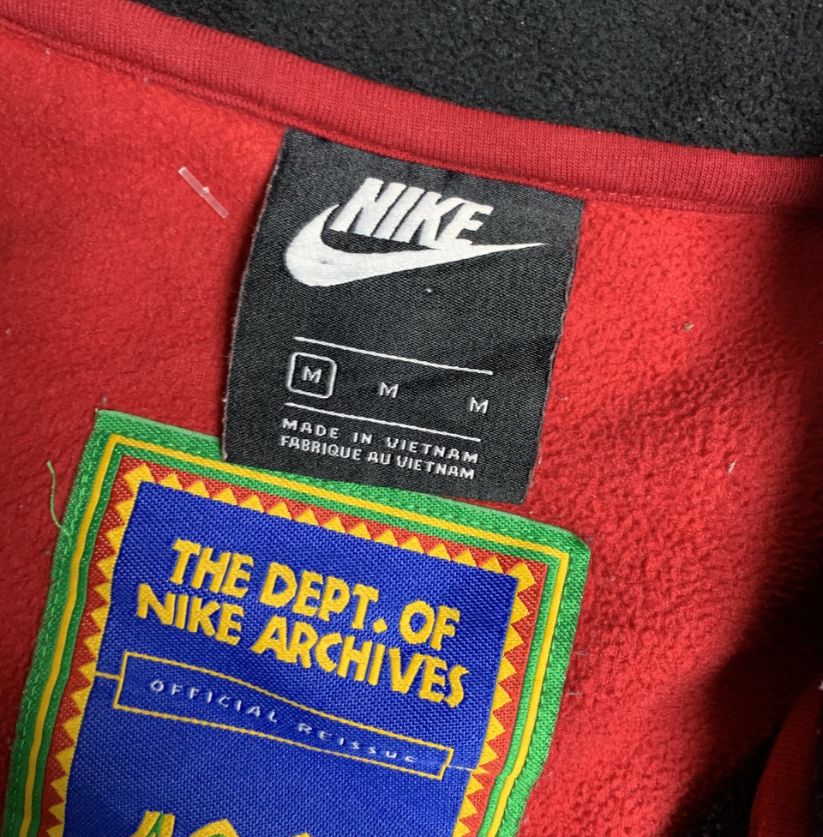 NIKE
M M M
MADE IN VIETNAM
FABRIQUE AU VIETNAM
THE DEPT. OF
NIKE ARCHIVES
OFFICIAL REISSUE